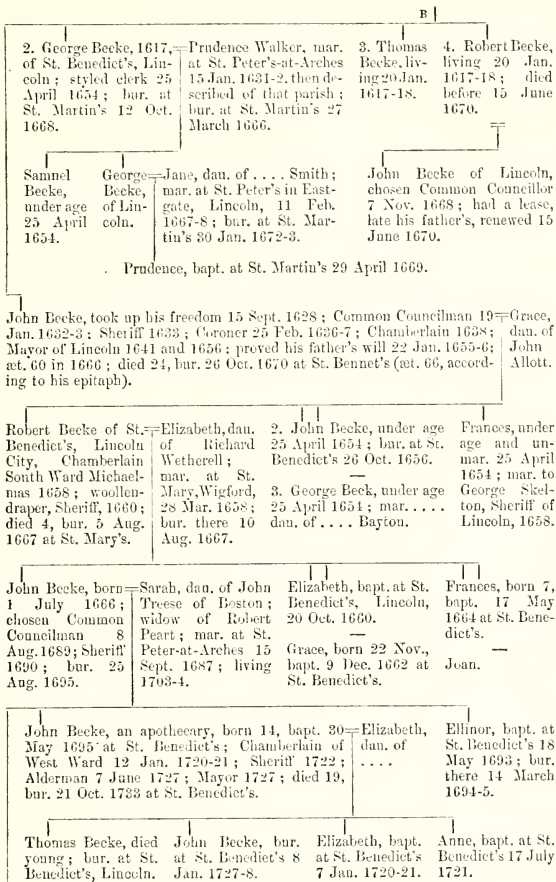 B
2. George Becke, 1617,
of St. Benedict's, Lin-
coln; styled clerk 25
April 1654; bur. at
St. Martin's 12 Oct.
1668.
=Prudence Walker, mar.
at St. Peter's-at-Arches
15 Jan. 1631-2, then de-
scribed of that parish;
bur. at St. Martin's 27
March 1666.
3. Thomas
Becke, liv-
ing 20 Jan.
1617-18.
4. Robert Becke,
living 20 Jan.
1617-18; died
before 15 June
1670.
=
Samuel
Becke,
under age
25 April
1654.
George
Becke,
of Lin-
coln.
=Jane, dau. of . . . . Smith;
mar. at St. Peter's in East-
gate, Lincoln, 11 Feb.
1667-8; bur. at St. Mar-
tin's 30 Jan. 1672-3.
John Becke of Lincoln,
chosen Common Councillor
7 Nov. 1668; had a lease,
late his father's, renewed 15
June 1670.
Prudence, bapt. at St. Martin's 29 April 1669.
John Becke, took up his freedom 15 Sept. 1628; Common Councilman 19
Jan. 1632-3; Sheriff 1633; Coroner 25 Feb. 1636-7; Chamberlain 1638;
Mayor of Lincoln 1641 and 1656; proved his father's will 22 Jan. 1655-6;
æt. 60 in 1666; died 24, bur. 26 Oct. 1670 at St. Bennet's (æt. 66, accord-
ing to his epitaph).
=Grace,
dau. of
John
Allott.
Robert Becke of St.
Benedict's, Lincoln
City, Chamberlain
South Ward Michael-
mas 1658; woollen-
draper, Sheriff, 1660;
died 4, bur. 5 Aug.
1667 at St. Mary's.
=Elizabeth, dau.
of Richard
Wetherell;
mar. at St.
Mary, Wigford,
28 Mar. 1658;
bur. there 10
Aug. 1667.
2. John Becke, under age
25 April 1654; bur. at St.
Benedict's 26 Oct. 1656.
—
3. George Beck, under age
25 April 1654; mar. . . . .
dau. of . . . . Bayton.
Frances, under
age and un-
mar. 25 April
1654; mar. to
George Skel-
ton, Sheriff of
Lincoln, 1658.
John Becke, born
1 July 1666;
chosen Common
Councilman 8
Aug. 1689; Sheriff
1690; bur. 25
Aug. 1695.
=Sarah, dau. of John
Treese of Boston;
widow of Robert
Peart; mar. at St.
Peter-at-Arches 15
Sept. 1687; living
1703-4.
Elizabeth, bapt. at St.
Benedict's, Lincoln,
20 Oct. 1660.
—
Grace, born 22 Nov.,
bapt. 9 Dec. 1662 at
St. Benedict's.
Frances, born 7,
bapt. 17 May
1664 at St. Bene-
dict's.
—
Joan.
John Becke, an apothecary, born 14, bapt. 30
May 1695 at St. Benedict's; Chamberlain of
West Ward 12 Jan. 1720-21; Sheriff 1722;
Alderman 7 June 1727; Mayor 1727; died 19,
bur. 21 Oct. 1733 at St. Benedict's.
=Elizabeth,
dau. of
. . . .
Ellinor, bapt. at
St. Benedict's 18
May 1693; bur.
there 14 March
1694-5.
Thomas Becke, died
young; bur. at St.
Benedict's, Lincoln.
John Becke, bur.
at St. Benedict's 8
Jan. 1727-8.
Elizabeth, bapt.
at St. Benedict's
7 Jan. 1720-21.
Anne, bapt. at St.
Benedict's 17 July
1721.